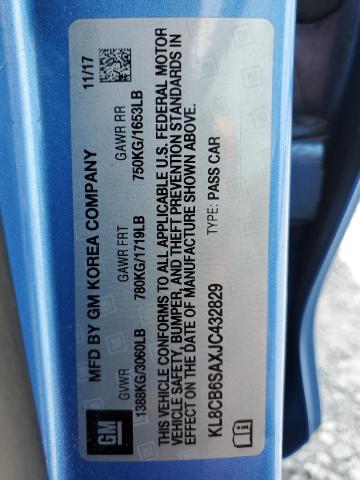 MFD BY GM KOREA COMPANY 11/17
GVWR GAWR FRT GAWR RR
1388KG/3060LB 780KG/1719LB 750KG/1653LB
THIS VEHICLE CONFORMS TO ALL APPLICABLE U.S. FEDERAL MOTOR
VEHICLE SAFETY, BUMPER, AND THEFT PREVENTION STANDARDS IN
EFFECT ON THE DATE OF MANUFACTURE SHOWN ABOVE.
KL8CB6SAXJC432829 TYPE: PASS CAR
GM